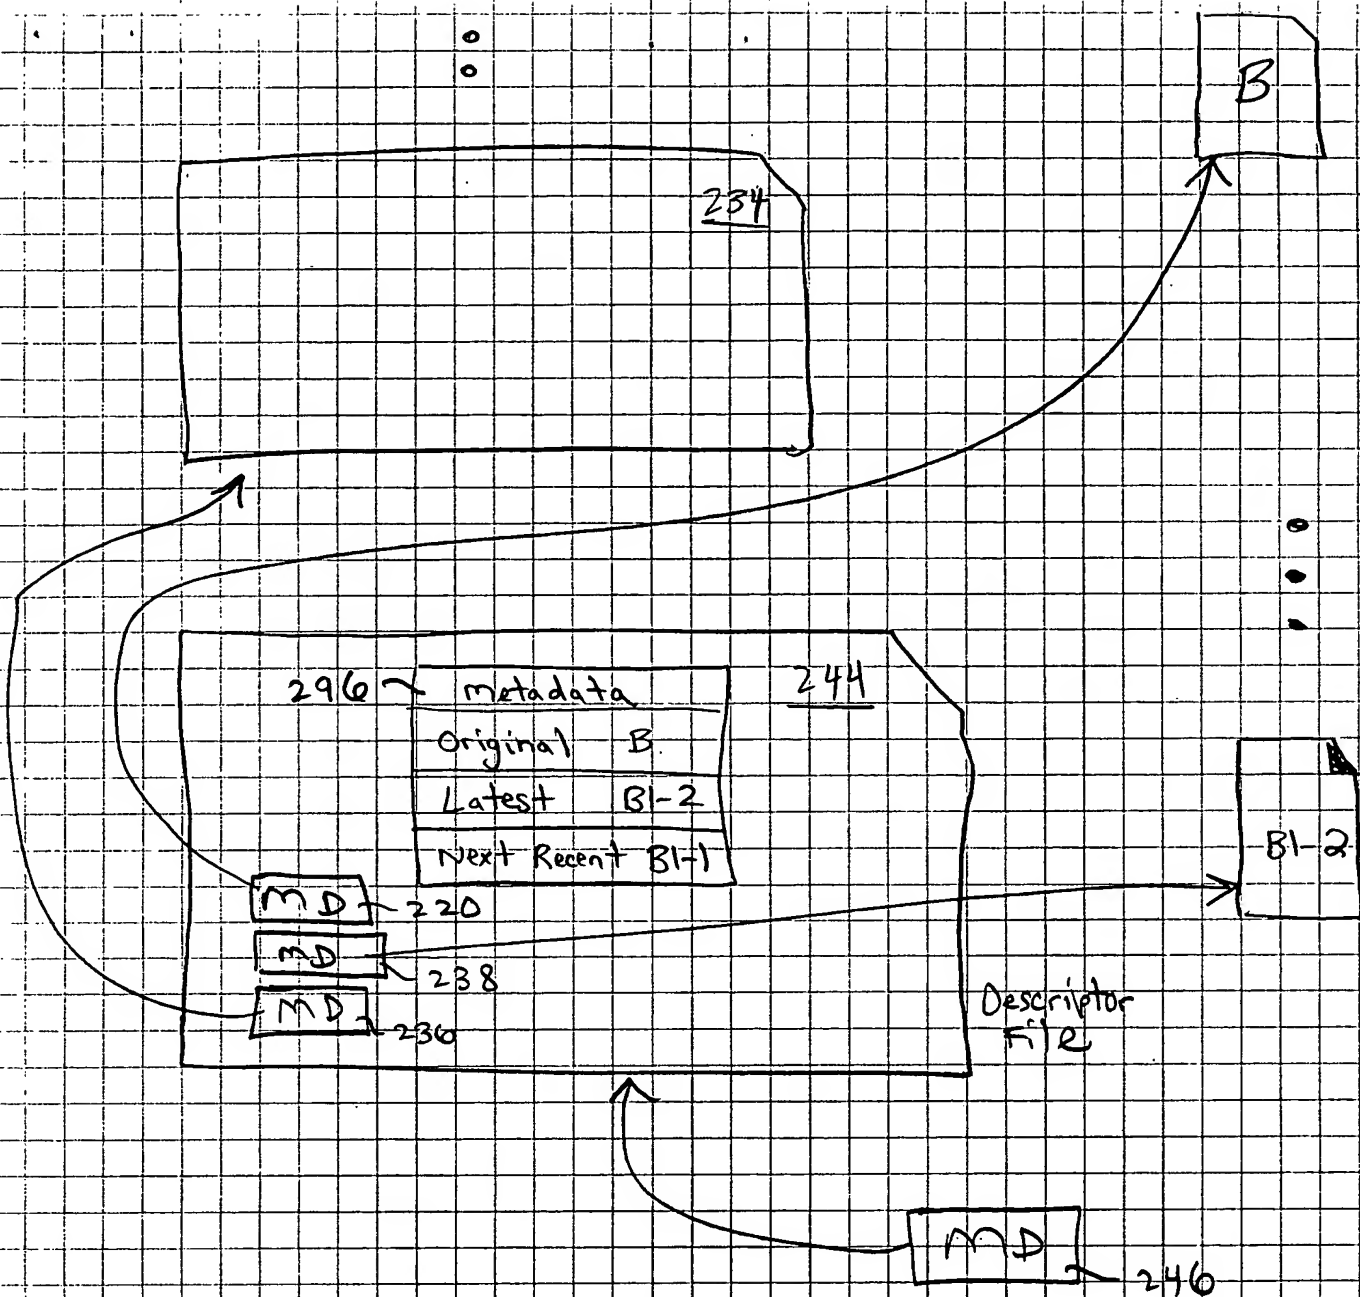 B
234
296 metadata 244
Original B
Latest B1-2
Next Recent B1-1
B1-2
MD 220
MD 238
MD 236
Descriptor
File
MD
246